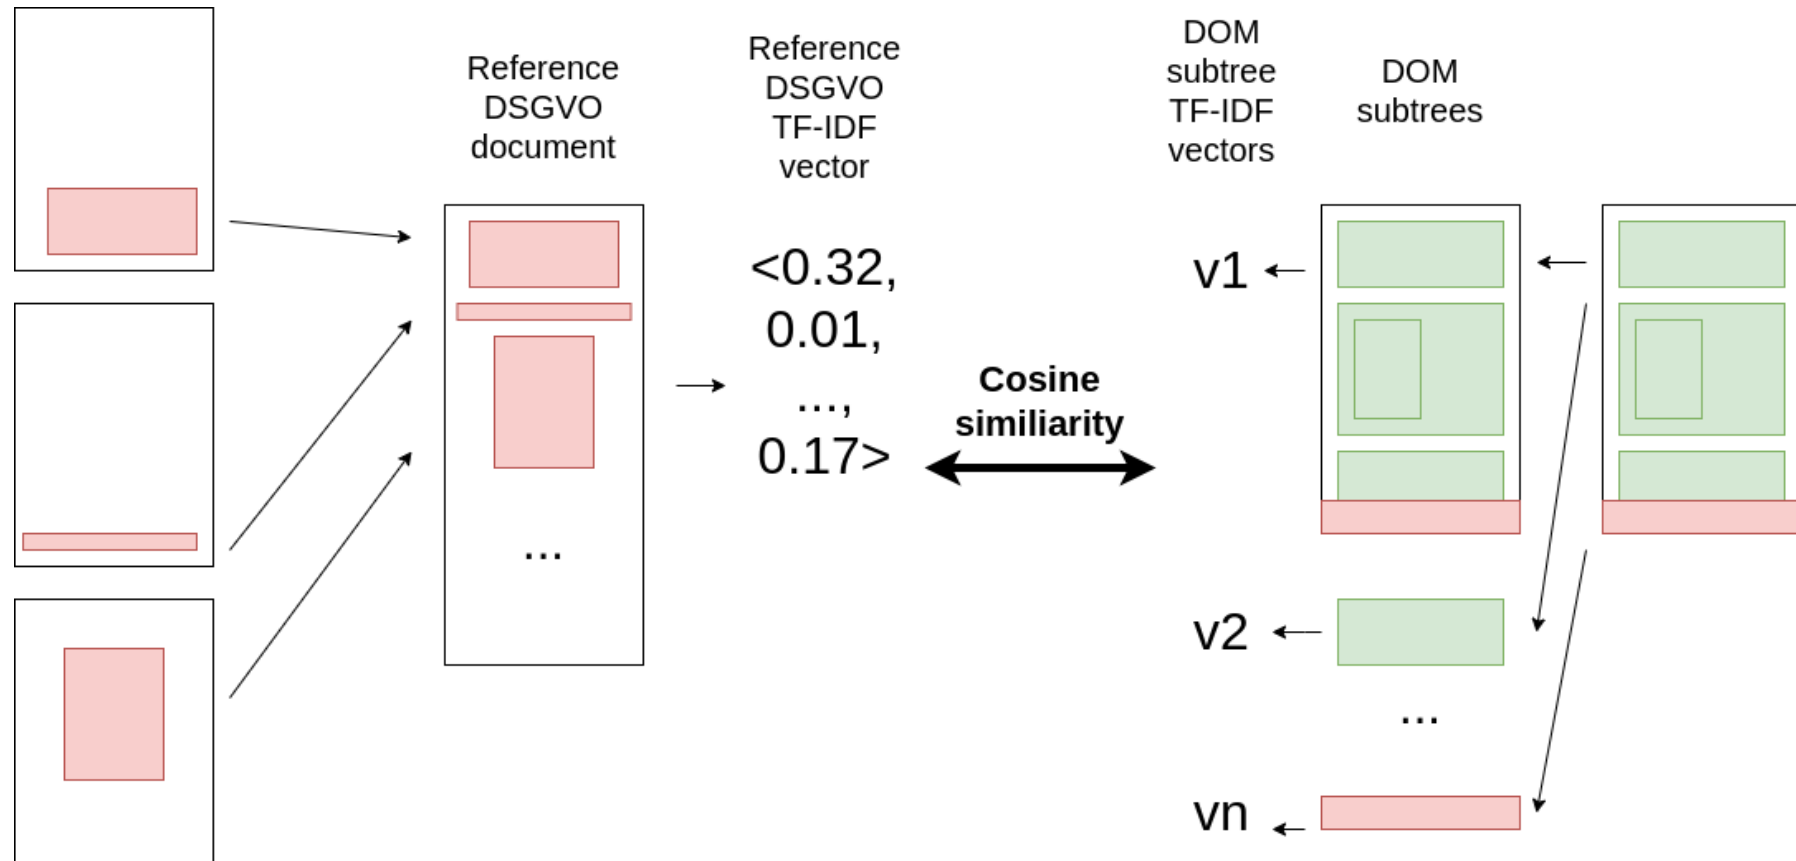 Reference
DSGVO
document
Reference
DSGVO
TF-IDF
vector
<0.32,
0.01,
...,
0.17>
...
Cosine
similiarity
DOM
subtree
TF-IDF
vectors
DOM
subtrees
v1
v2
...
vn